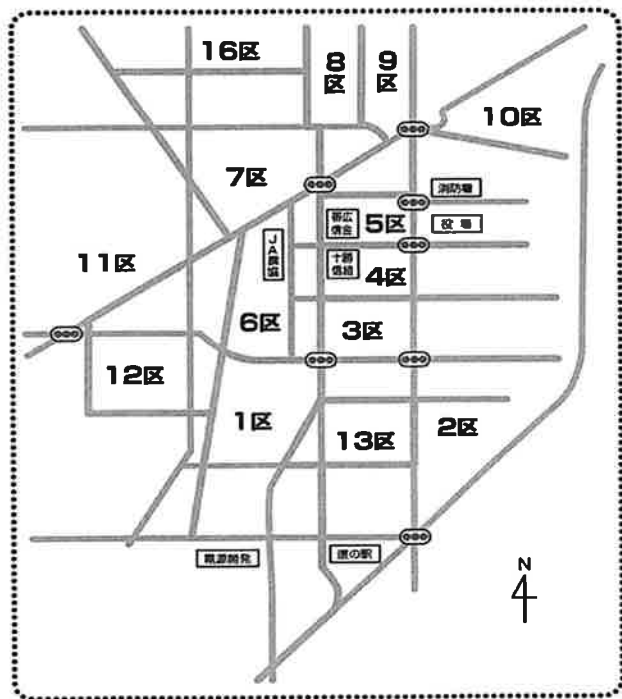 16区
8区
9区
10区
7区
消防署
帯広
信金
5区
役場
JA農協
十勝
信組
4区
11区
6区
3区
12区
1区
13区
2区
電源開発
道の駅
N